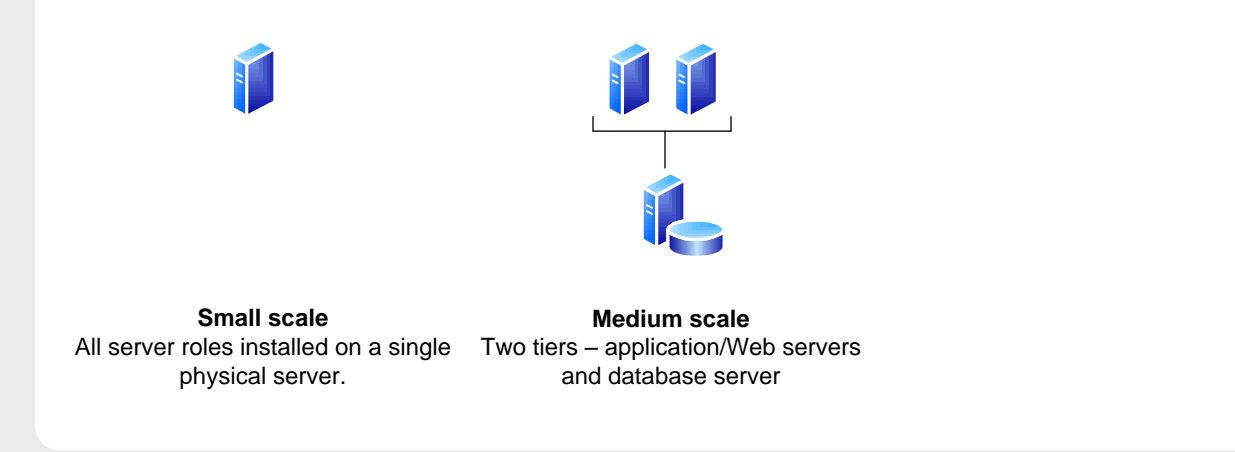 Small scale
All server roles installed on a single
physical server.
Medium scale
Two tiers – application/Web servers
and database server